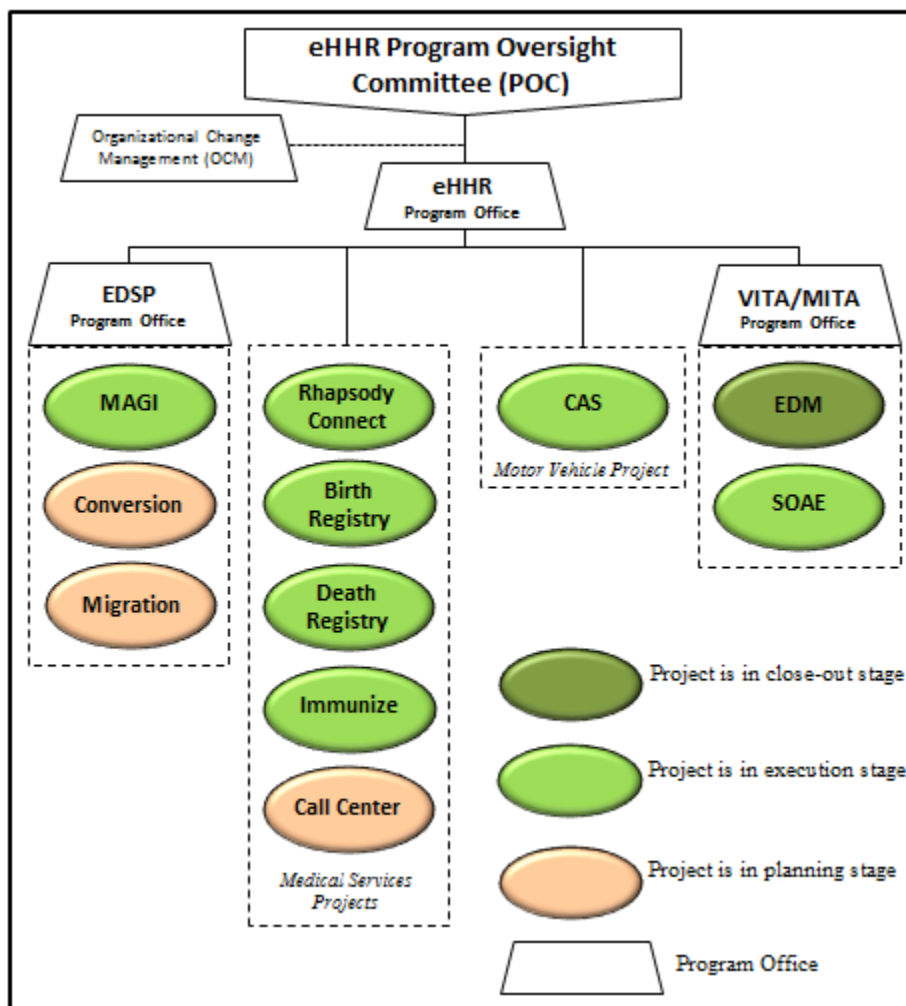 eHHR Program Oversight
Committee (POC)
Organizational Change
Management (OCM)
eHHR
Program Office
EDSP
Program Office
VITA/MITA
Program Office
MAGI
Conversion
Migration
Rhapsody
Connect
Birth
Registry
Death
Registry
Immunize
Call Center
Medical Services
Projects
CAS
Motor Vehicle Project
EDM
SOAE
Project is in close-out stage
Project is in execution stage
Project is in planning stage
Program Office